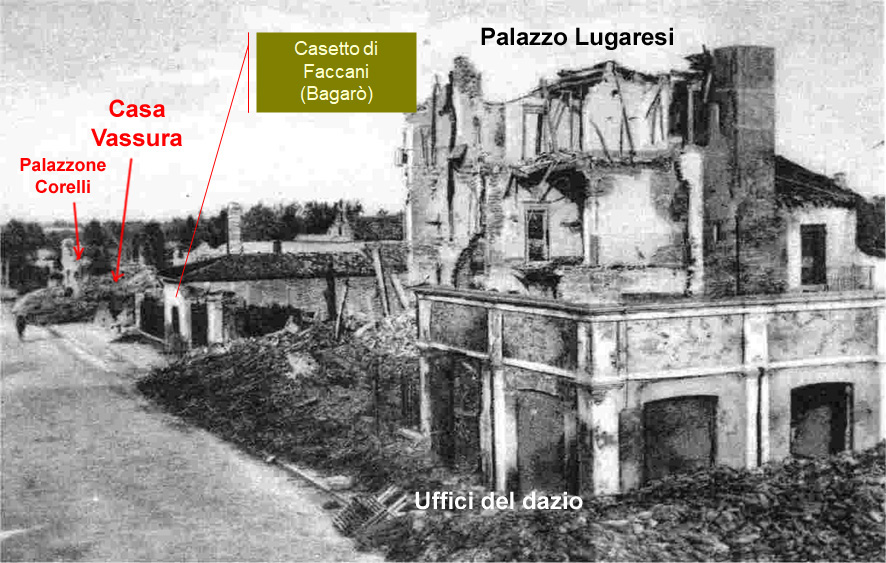 Palazzo Lugaresi
Casetto di
Faccani
(Bagarò)
Casa
Vassura
Palazzone
Corelli
Uffici del dazio